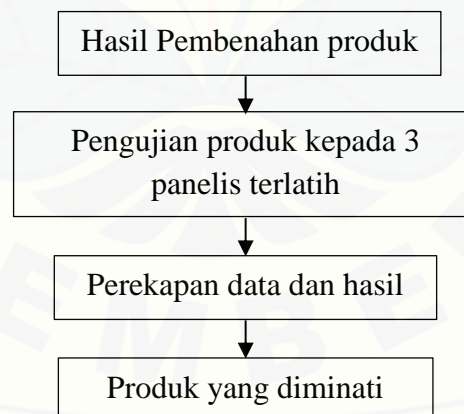 Hasil Pembenahan produk
Pengujian produk kepada 3
panelis terlatih
Perekapan data dan hasil
Produk yang diminati